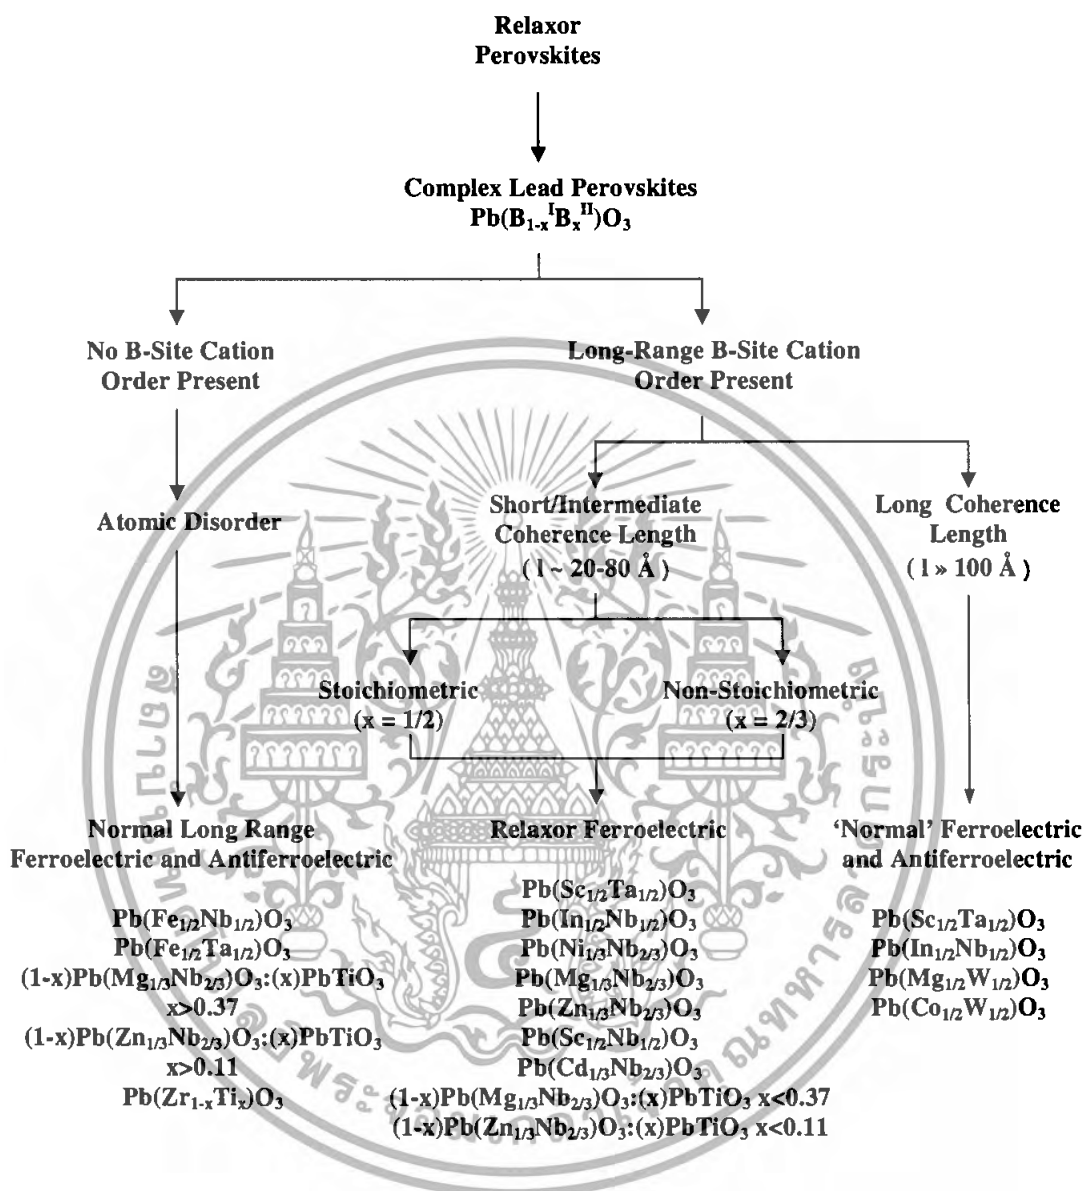 Relaxor
Perovskites
Complex Lead Perovskites
Pb(B₁₋ₓᴵBₓᴵᴵ)O₃
No B-Site Cation
Order Present
Long-Range B-Site Cation
Order Present
Atomic Disorder
Short/Intermediate
Coherence Length
( l ~ 20-80 Å )
Long Coherence
Length
( l » 100 Å )
Stoichiometric
(x = 1/2)
Non-Stoichiometric
(x = 2/3)
Normal Long Range
Ferroelectric and Antiferroelectric
Pb(Fe₁/₂Nb₁/₂)O₃
Pb(Fe₁/₂Ta₁/₂)O₃
(1-x)Pb(Mg₁/₃Nb₂/₃)O₃:(x)PbTiO₃
x>0.37
(1-x)Pb(Zn₁/₃Nb₂/₃)O₃:(x)PbTiO₃
x>0.11
Pb(Zr₁₋ₓTiₓ)O₃
Relaxor Ferroelectric
Pb(Sc₁/₂Ta₁/₂)O₃
Pb(In₁/₂Nb₁/₂)O₃
Pb(Ni₁/₃Nb₂/₃)O₃
Pb(Mg₁/₃Nb₂/₃)O₃
Pb(Zn₁/₃Nb₂/₃)O₃
Pb(Sc₁/₂Nb₁/₂)O₃
Pb(Cd₁/₃Nb₂/₃)O₃
(1-x)Pb(Mg₁/₃Nb₂/₃)O₃:(x)PbTiO₃ x<0.37
(1-x)Pb(Zn₁/₃Nb₂/₃)O₃:(x)PbTiO₃ x<0.11
‘Normal’ Ferroelectric
and Antiferroelectric
Pb(Sc₁/₂Ta₁/₂)O₃
Pb(In₁/₂Nb₁/₂)O₃
Pb(Mg₁/₂W₁/₂)O₃
Pb(Co₁/₂W₁/₂)O₃